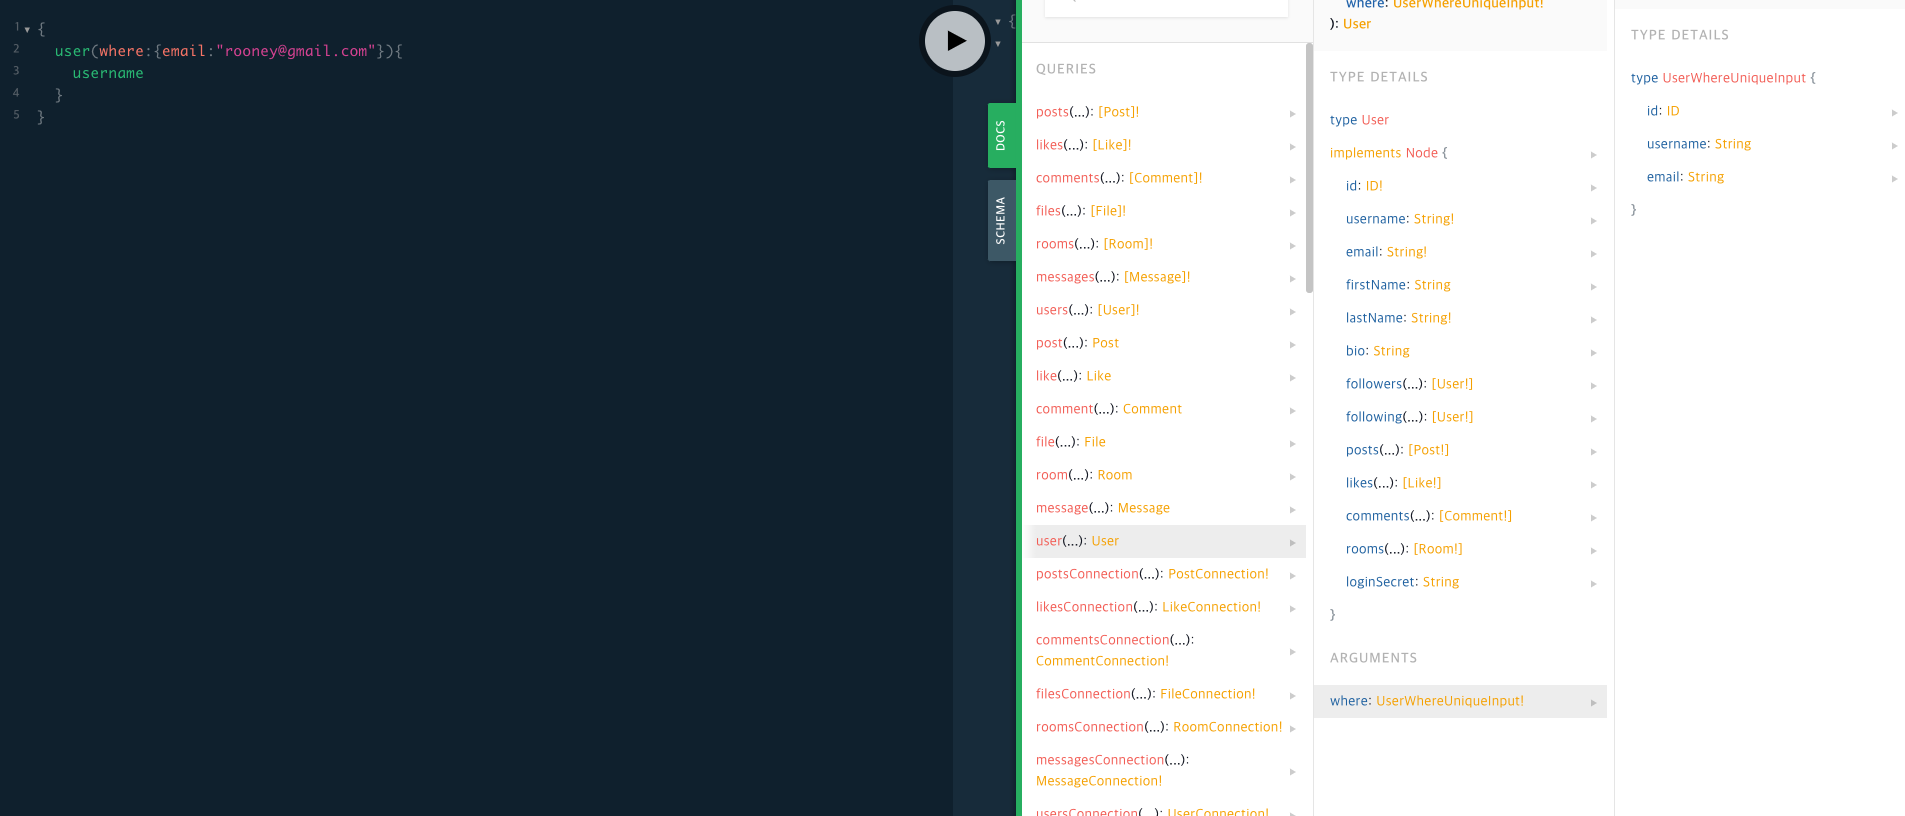 1 {
2 user(where:{email:"rooney@gmail.com"}){
3 username
4 }
5 }
{
DOCS
SCHEMA
QUERIES
posts(...): [Post]!
likes(...): [Like]!
comments(...): [Comment]!
files(...): [File]!
rooms(...): [Room]!
messages(...): [Message]!
users(...): [User]!
post(...): Post
like(...): Like
comment(...): Comment
file(...): File
room(...): Room
message(...): Message
user(...): User
postsConnection(...): PostConnection!
likesConnection(...): LikeConnection!
commentsConnection(...):
CommentConnection!
filesConnection(...): FileConnection!
roomsConnection(...): RoomConnection!
messagesConnection(...):
MessageConnection!
usersConnection(...): UserConnection!
where: UserWhereUniqueInput!
): User
TYPE DETAILS
type User
implements Node {
id: ID!
username: String!
email: String!
firstName: String
lastName: String!
bio: String
followers(...): [User!]
following(...): [User!]
posts(...): [Post!]
likes(...): [Like!]
comments(...): [Comment!]
rooms(...): [Room!]
loginSecret: String
}
ARGUMENTS
where: UserWhereUniqueInput!
TYPE DETAILS
type UserWhereUniqueInput {
id: ID
username: String
email: String
}